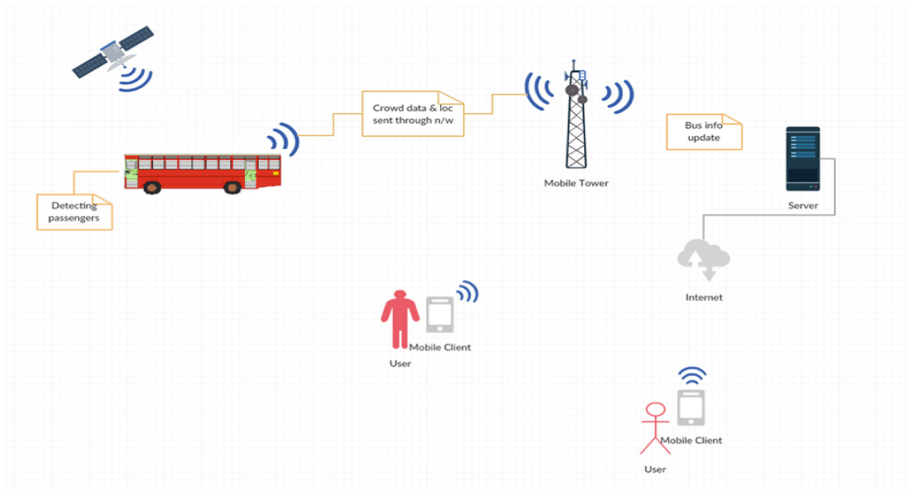 Crowd data & loc
sent through n/w
Bus info
update
Mobile Tower
Detecting
passengers
Server
Internet
Mobile Client
User
Mobile Client
User